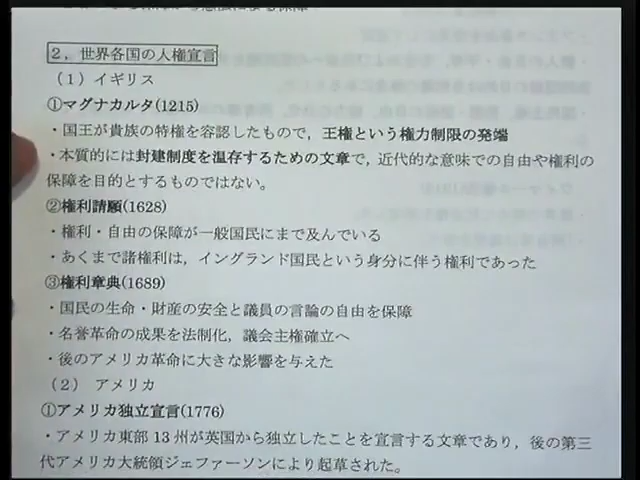 による保障
2，世界各国の人権宣言
（1）イギリス
①マグナカルタ(1215)
・国王が貴族の特権を容認したもので，王権という権力制限の発端
・本質的には封建制度を温存するための文章で，近代的な意味での自由や権利の
保障を目的とするものではない。
②権利請願(1628)
・権利・自由の保障が一般国民にまで及んでいる
・あくまで諸権利は，イングランド国民という身分に伴う権利であった
③権利章典(1689)
・国民の生命・財産の安全と議員の言論の自由を保障
・名誉革命の成果を法制化，議会主権確立へ
・後のアメリカ革命に大きな影響を与えた
（2） アメリカ
①アメリカ独立宣言(1776)
・アメリカ東部 13 州が英国から独立したことを宣言する文章であり，後の第三
代アメリカ大統領ジェファーソンにより起草された。